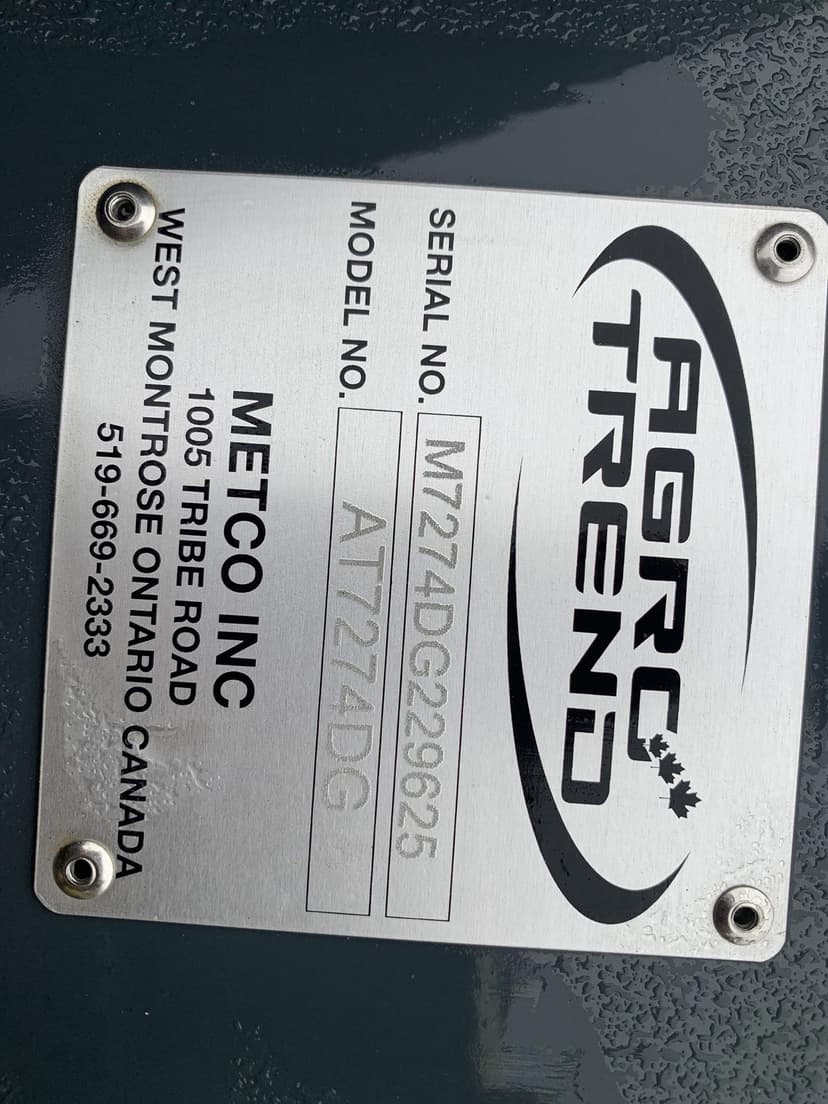 AGRO
TREND
SERIAL NO. M7274DG229625
MODEL NO. AT7274DG
METCO INC
1005 TRIBE ROAD
WEST MONTROSE ONTARIO CANADA
519-669-2333